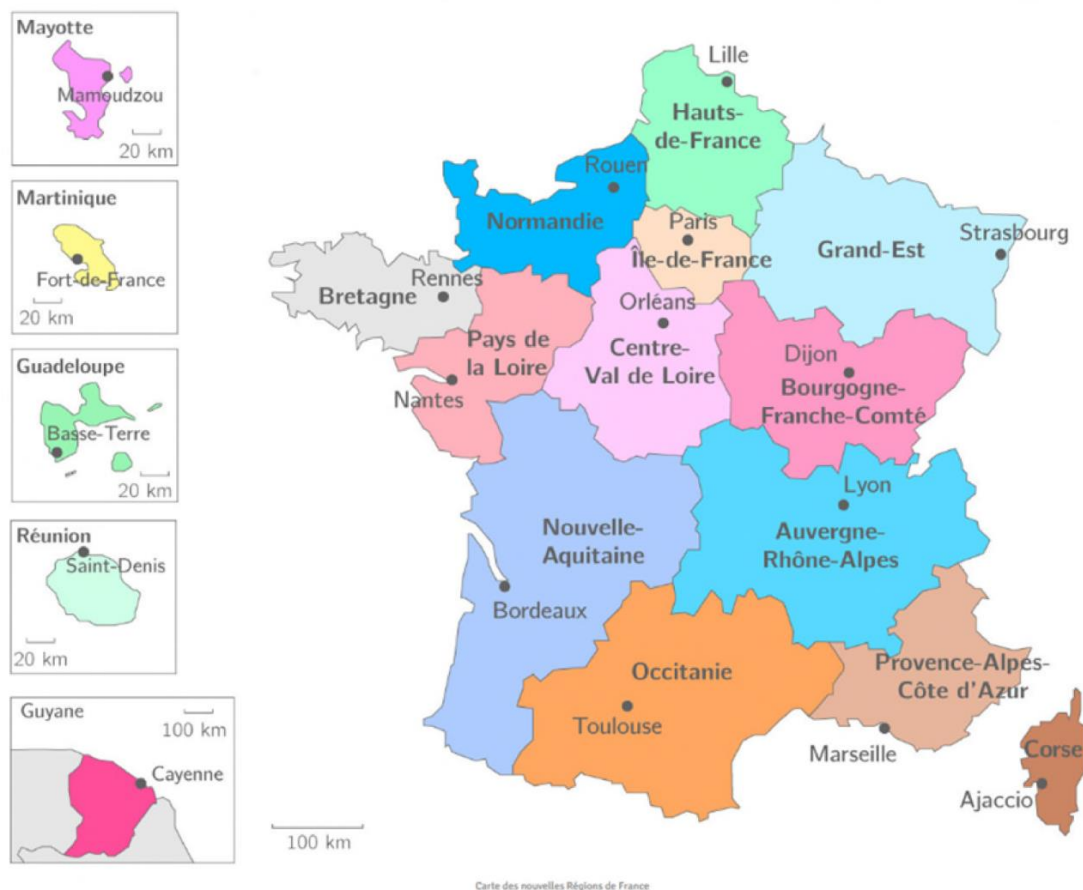 Mayotte
Mamoudzou
20 km
Martinique
Fort-de-France
20 km
Guadeloupe
Basse-Terre
20 km
Réunion
Saint-Denis
20 km
Guyane
100 km
Cayenne
Lille
Hauts-
de-France
Rouen
Normandie
Paris
Île-de-France
Grand-Est
Strasbourg
Rennes
Bretagne
Pays de
la Loire
Nantes
Orléans
Centre-
Val de Loire
Dijon
Bourgogne-
Franche-Comté
Lyon
Auvergne-
Rhône-Alpes
Nouvelle-
Aquitaine
Bordeaux
Occitanie
Toulouse
Provence-Alpes-
Côte d'Azur
Marseille
Corse
Ajaccio
100 km
Carte des nouvelles Régions de France